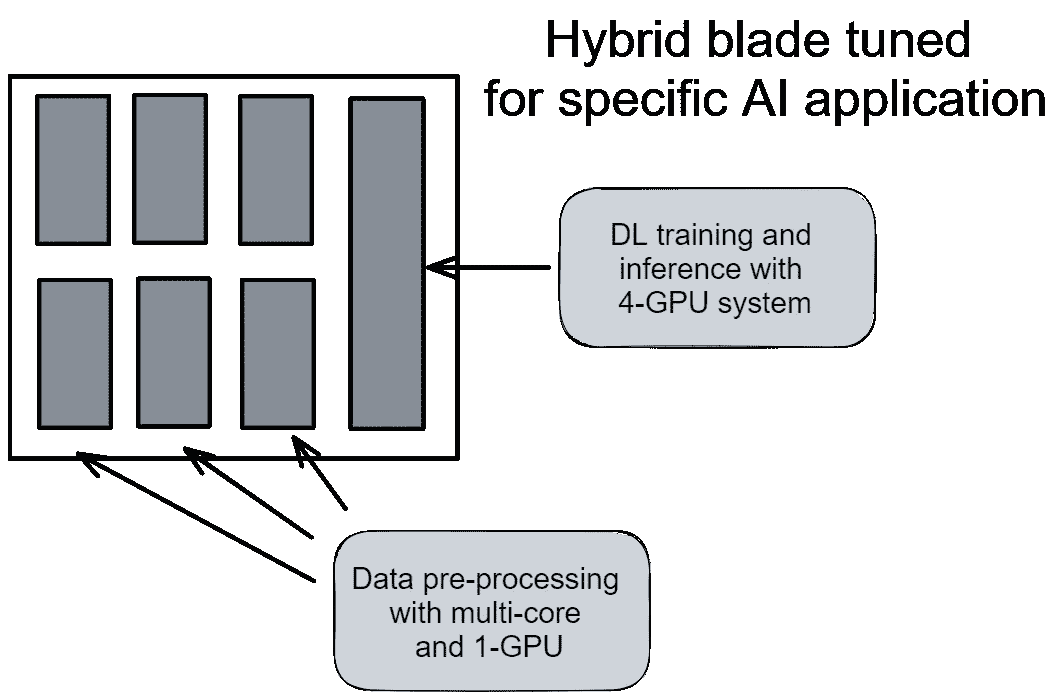 Hybrid blade tuned
for specific AI application
DL training and
inference with
4-GPU system
Data pre-processing
with multi-core
and 1-GPU